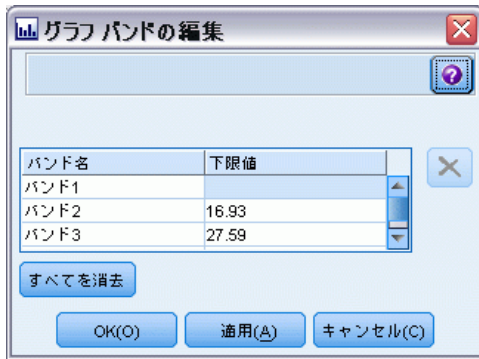 グラフ バンドの編集
バンド名 下限値
バンド1
バンド2 16.93
バンド3 27.59
すべてを消去
OK(O) 適用(A) キャンセル(C)